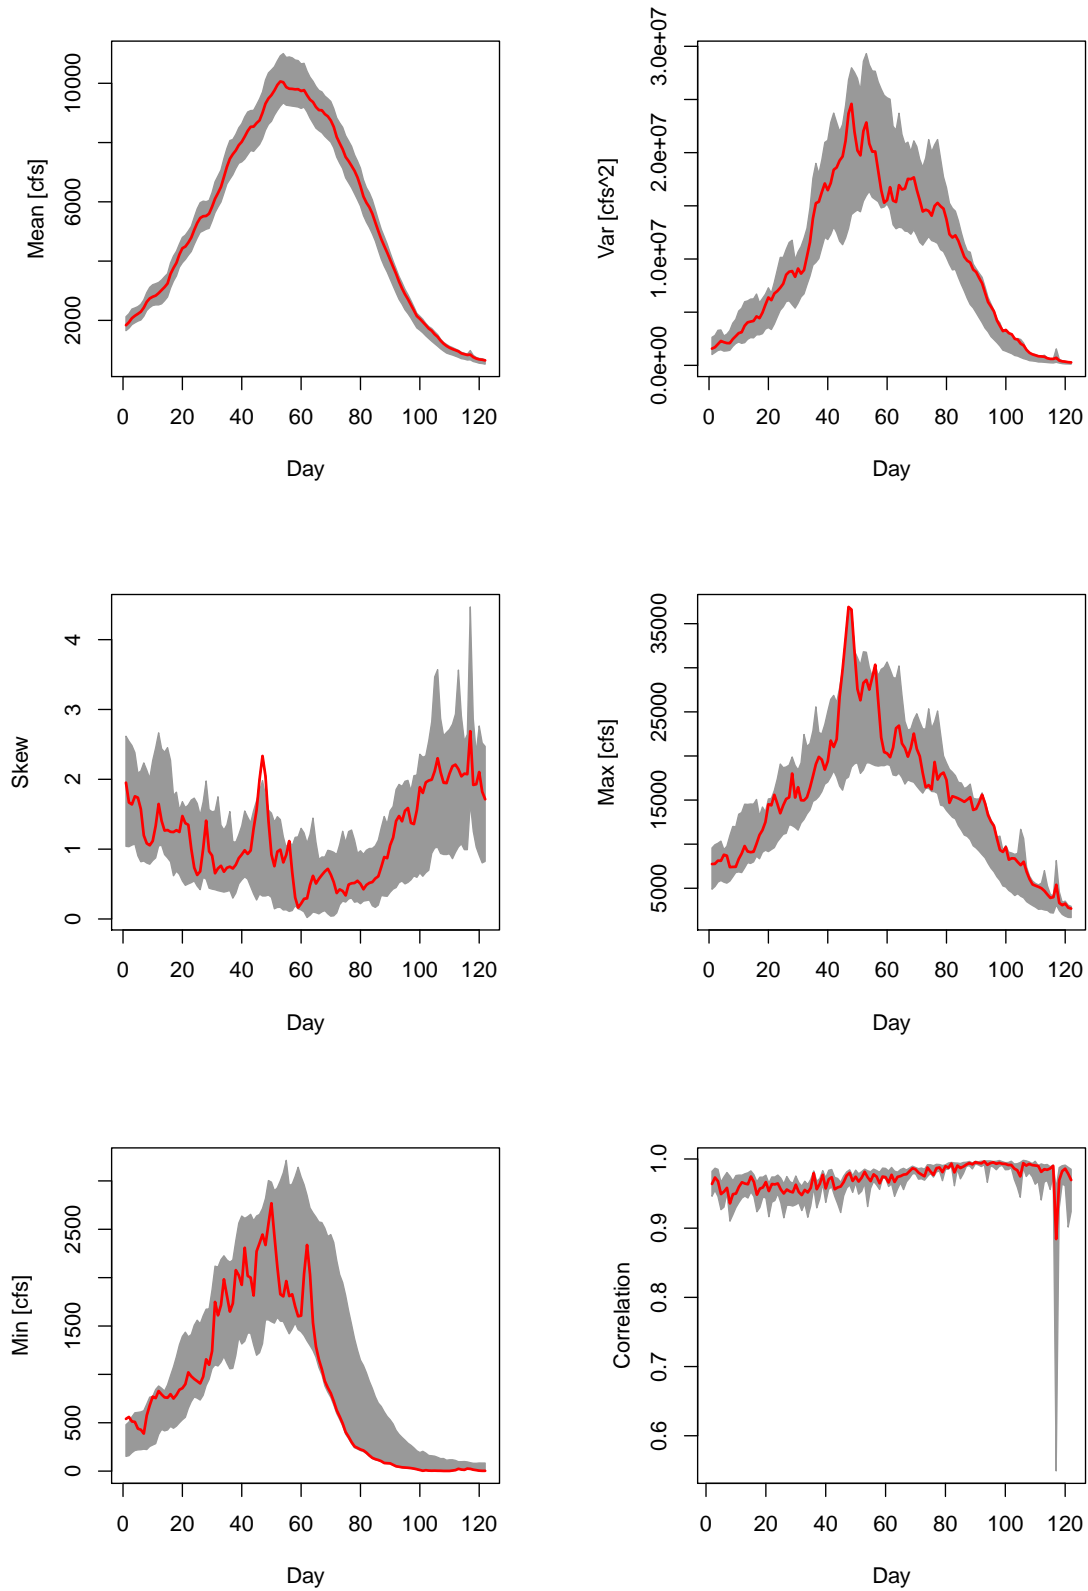 Mean [cfs]
2000
6000
10000
0 20 40 60 80 100 120
Day
Var [cfs^2]
0.0e+00
1.0e+07
2.0e+07
3.0e+07
0 20 40 60 80 100 120
Day
Skew
0
1
2
3
4
0 20 40 60 80 100 120
Day
Max [cfs]
5000
15000
25000
35000
0 20 40 60 80 100 120
Day
Min [cfs]
0
500
1500
2500
0 20 40 60 80 100 120
Day
Correlation
0.6
0.7
0.8
0.9
1.0
0 20 40 60 80 100 120
Day